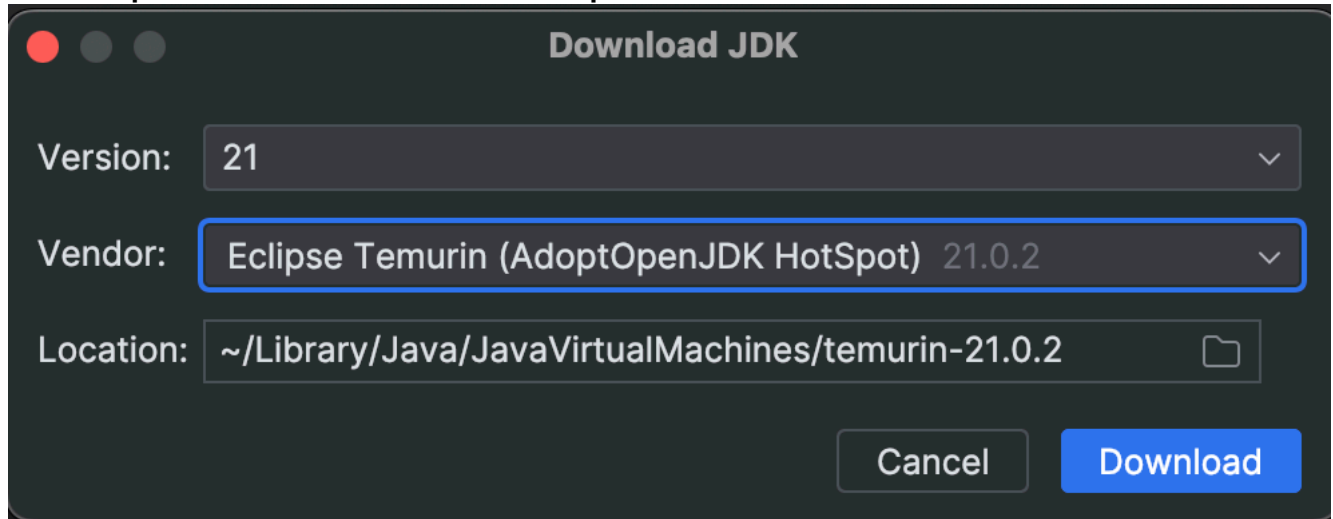 Download JDK
Version: 21
Vendor: Eclipse Temurin (AdoptOpenJDK HotSpot) 21.0.2
Location: ~/Library/Java/JavaVirtualMachines/temurin-21.0.2
Cancel Download